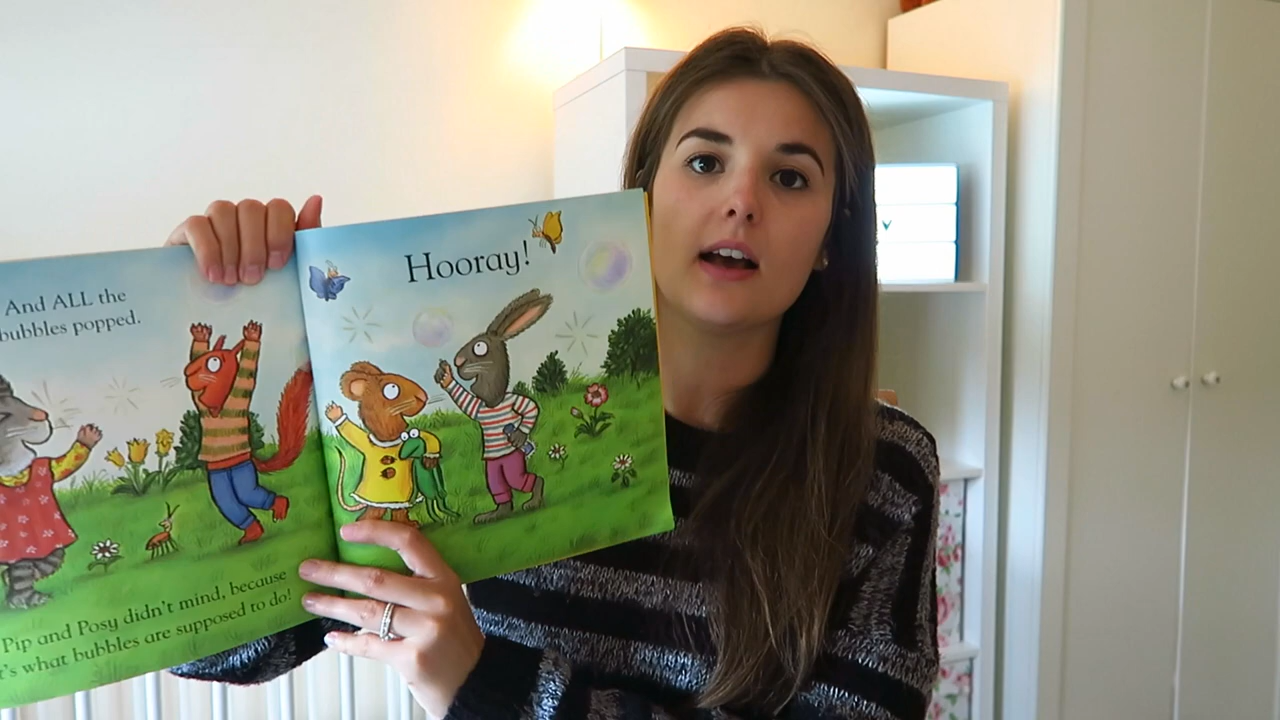 And ALL the
bubbles popped.
Hooray!
Pip and Posy didn't mind, because
what bubbles are supposed to do!